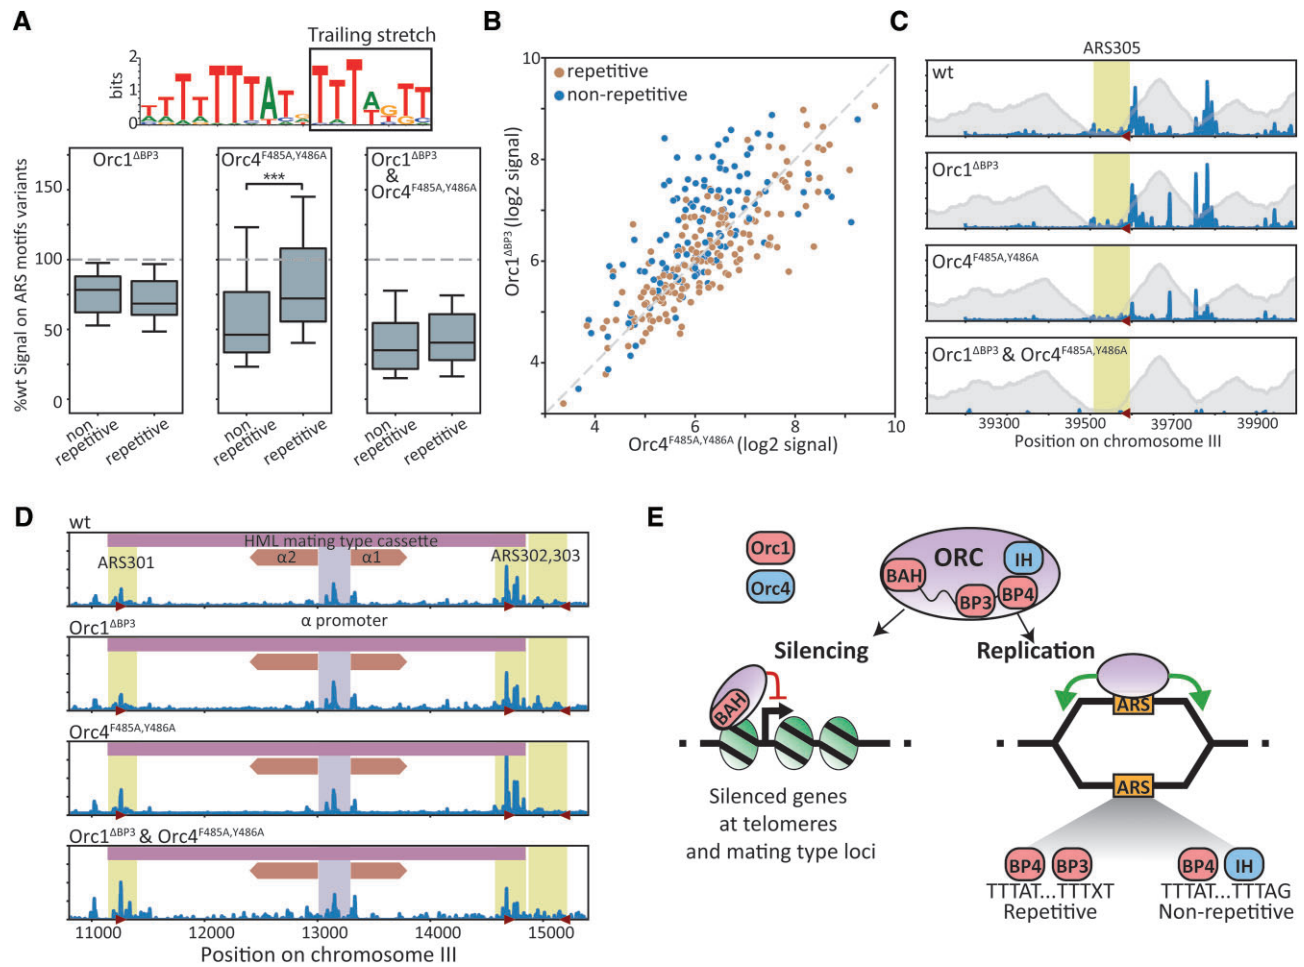 A
Trailing stretch
2
1
0
bits
TTTTTTTATSTTTAGTT
Orc1ΔBP3
Orc4F485A,Y486A
Orc1ΔBP3
&
Orc4F485A,Y486A
***
150
100
50
0
%wt Signal on ARS motifs variants
non
repetitive
repetitive
non
repetitive
repetitive
non
repetitive
repetitive
B
10
8
6
4
repetitive
non-repetitive
Orc1ΔBP3 (log2 signal)
4
6
8
10
Orc4F485A,Y486A (log2 signal)
C
ARS305
wt
Orc1ΔBP3
Orc4F485A,Y486A
Orc1ΔBP3 & Orc4F485A,Y486A
39300 39500 39700 39900
Position on chromosome III
D
wt
HML mating type cassette
ARS301
α2
α1
ARS302,303
Orc1ΔBP3
α promoter
Orc4F485A,Y486A
Orc1ΔBP3 & Orc4F485A,Y486A
11000 12000 13000 14000 15000
Position on chromosome III
E
Orc1
Orc4
ORC
IH
BAH
BP3
BP4
Silencing
Replication
BAH
ARS
ARS
Silenced genes
at telomeres
and mating type loci
BP4 BP3
TTTAT...TTTXT
Repetitive
BP4 IH
TTTAT...TTTAG
Non-repetitive